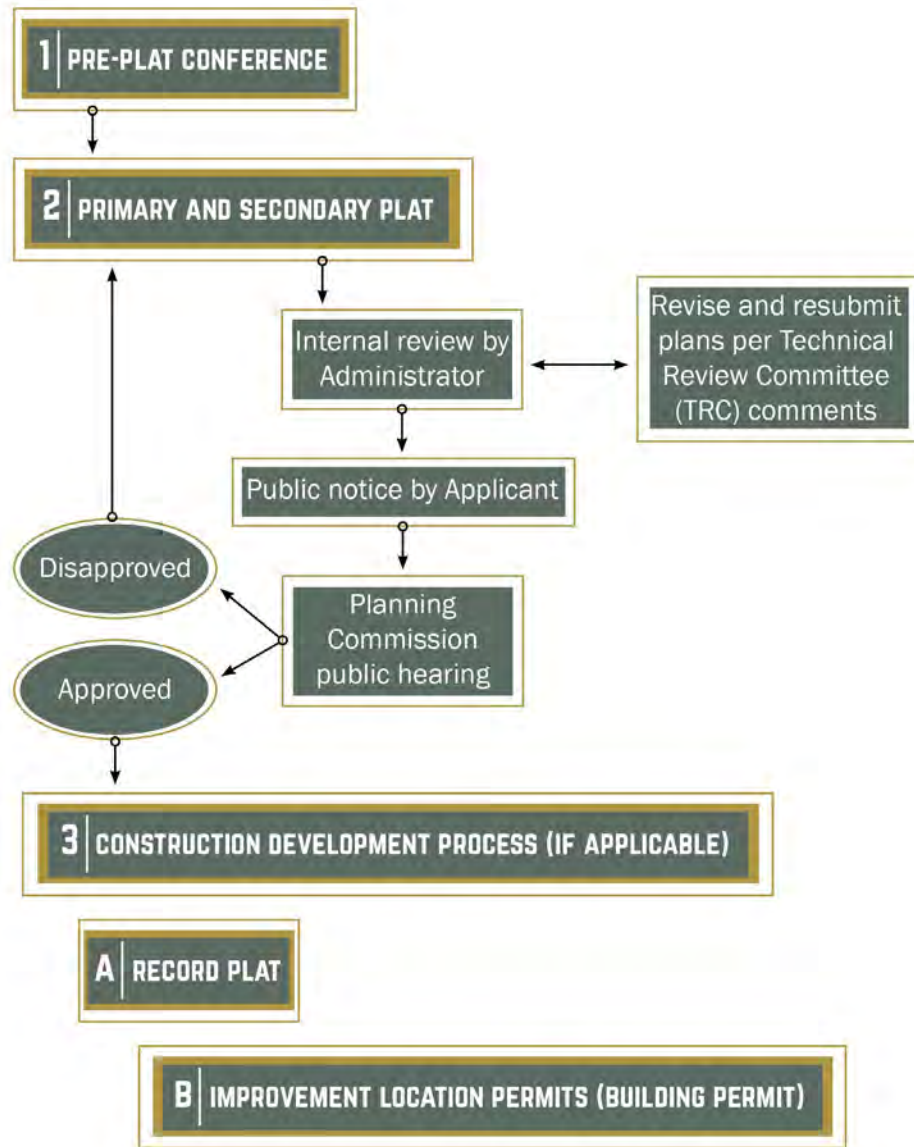 1 PRE-PLAT CONFERENCE
2 PRIMARY AND SECONDARY PLAT
Internal review by
Administrator
Revise and resubmit
plans per Technical
Review Committee
(TRC) comments
Public notice by Applicant
Disapproved
Planning
Commission
public hearing
Approved
3 CONSTRUCTION DEVELOPMENT PROCESS (IF APPLICABLE)
A RECORD PLAT
B IMPROVEMENT LOCATION PERMITS (BUILDING PERMIT)